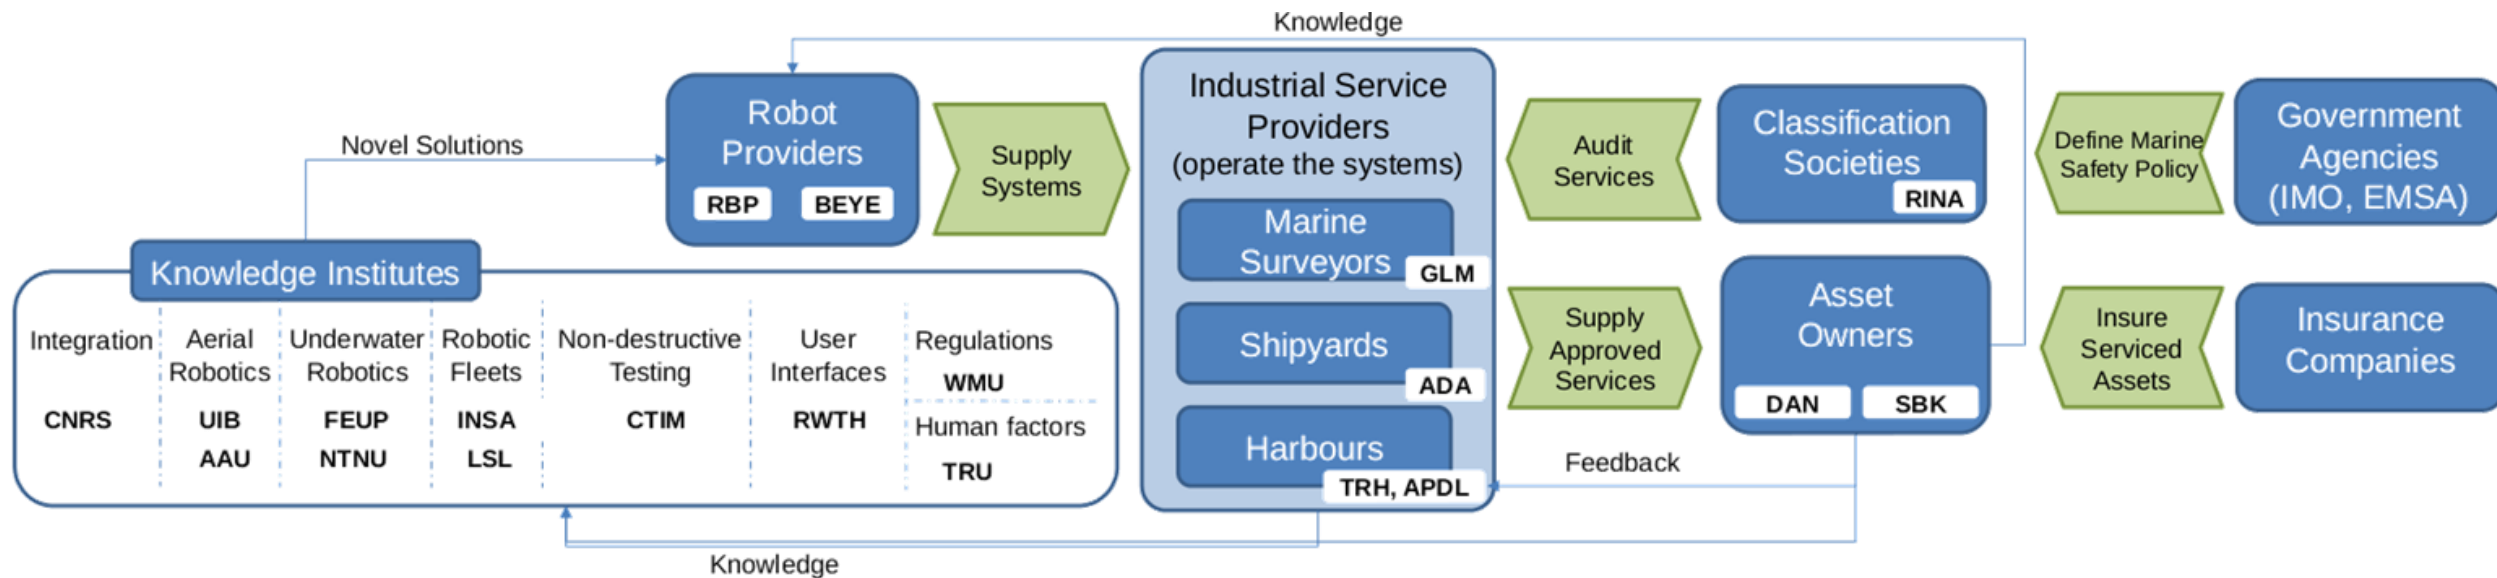 Knowledge
Novel Solutions
Robot
Providers
RBP BEYE
Supply
Systems
Industrial Service
Providers
(operate the systems)
Marine
Surveyors
GLM
Shipyards
ADA
Harbours
TRH, APDL
Audit
Services
Classification
Societies
RINA
Define Marine
Safety Policy
Government
Agencies
(IMO, EMSA)
Supply
Approved
Services
Asset
Owners
DAN SBK
Insure
Serviced
Assets
Insurance
Companies
Feedback
Knowledge Institutes
Integration
CNRS
Aerial
Robotics
UIB
AAU
Underwater
Robotics
FEUP
NTNU
Robotic
Fleets
INSA
LSL
Non-destructive
Testing
CTIM
User
Interfaces
RWTH
Regulations
WMU
Human factors
TRU
Knowledge